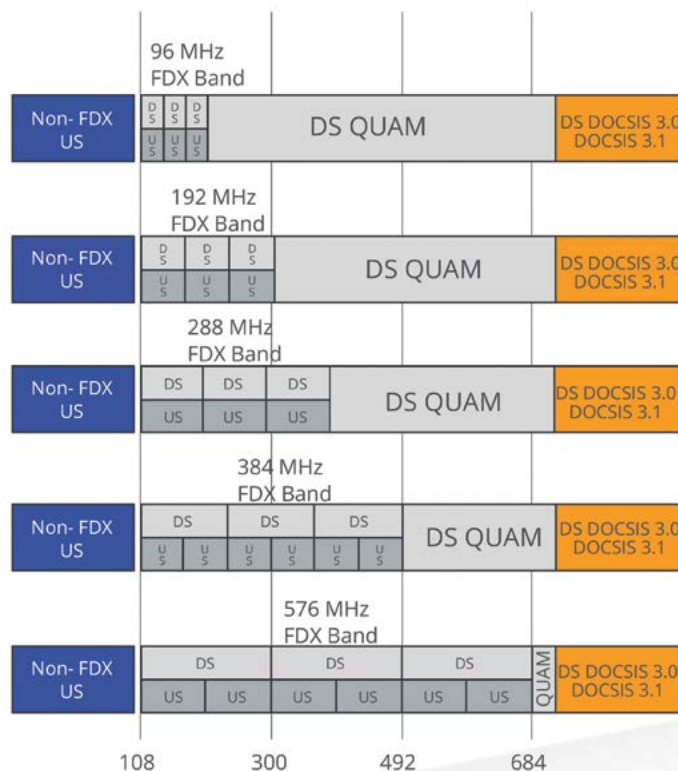 96 MHz
FDX Band
Non- FDX
US
DS DS DS
US US US
DS QUAM
DS DOCSIS 3.0
DOCSIS 3.1
192 MHz
FDX Band
Non- FDX
US
DS DS DS
US US US
DS QUAM
DS DOCSIS 3.0
DOCSIS 3.1
288 MHz
FDX Band
Non- FDX
US
DS DS DS
US US US
DS QUAM
DS DOCSIS 3.0
DOCSIS 3.1
384 MHz
FDX Band
Non- FDX
US
DS DS DS
US US US US US US
DS QUAM
DS DOCSIS 3.0
DOCSIS 3.1
576 MHz
FDX Band
Non- FDX
US
DS DS DS
US US US US US US
QUAM
DS DOCSIS 3.0
DOCSIS 3.1
108 300 492 684